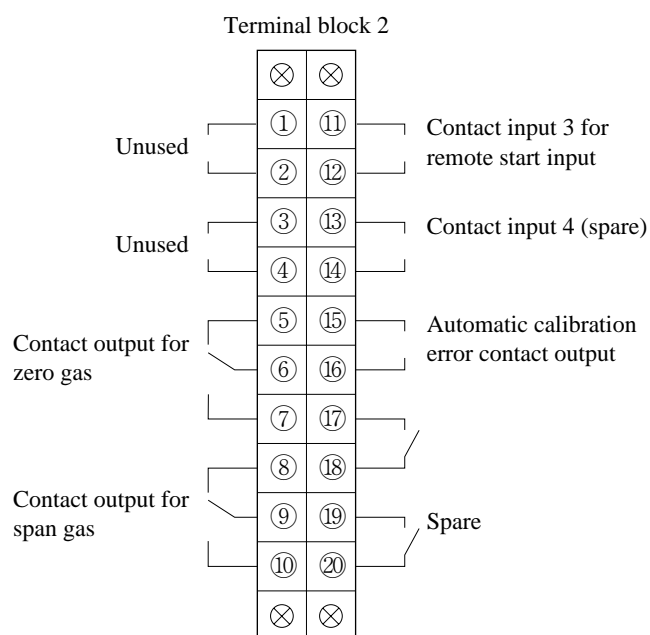 Terminal block 2
① ⑪
Unused
Contact input 3 for
remote start input
② ⑫
③ ⑬
Unused
Contact input 4 (spare)
④ ⑭
⑤ ⑮
Contact output for
zero gas
Automatic calibration
error contact output
⑥ ⑯
⑦ ⑰
⑧ ⑱
Contact output for
span gas
⑨ ⑲
Spare
⑩ ⑳